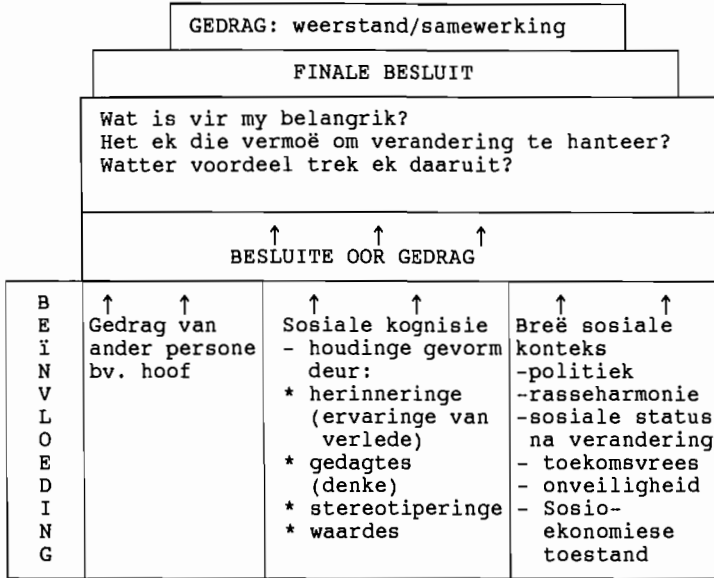 GEDRAG: weerstand/samewerking
FINALE BESLUIT
Wat is vir my belangrik?
Het ek die vermoë om verandering te hanteer?
Watter voordeel trek ek daaruit?
↑ ↑ ↑
BESLUITE OOR GEDRAG
B
E
Ï
N
V
L
O
E
D
I
N
G
↑ ↑
Gedrag van
ander persone
bv. hoof
↑ ↑
Sosiale kognisie
- houdinge gevorm
deur:
* herinneringe
(ervaringe van
verlede)
* gedagtes
(denke)
* stereotiperinge
* waardes
↑ ↑
Breë sosiale
konteks
-politiek
-rasseharmonie
-sosiale status
na verandering
- toekomsvrees
- onveiligheid
- Sosio-
ekonomiese
toestand